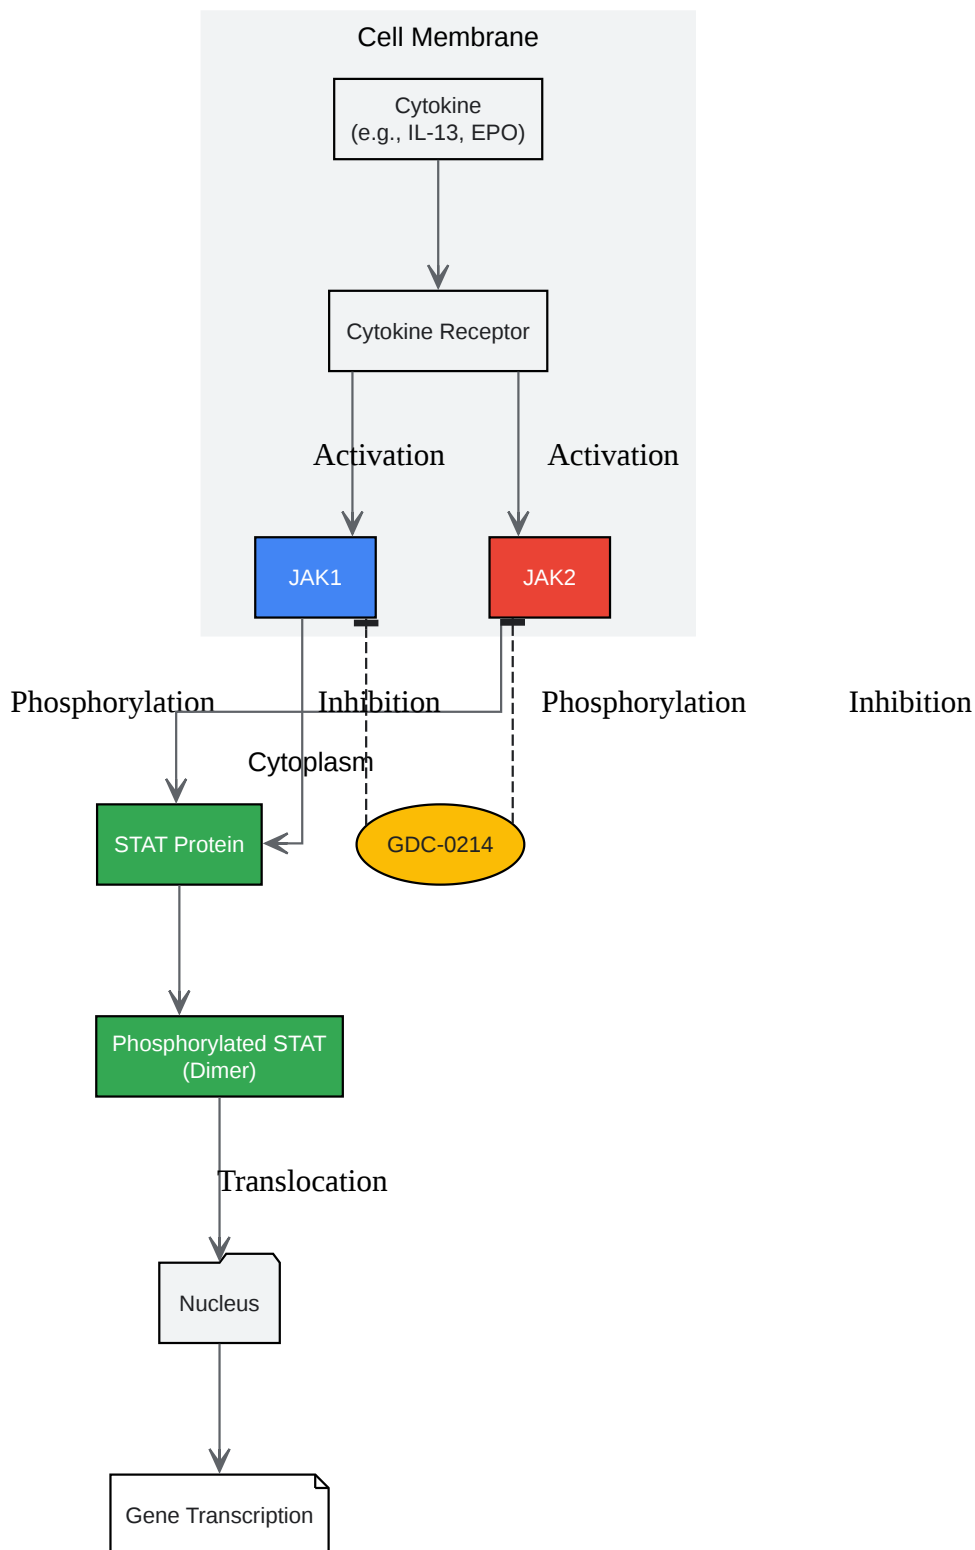 Cell Membrane
Cytokine
(e.g., IL-13, EPO)
Cytokine Receptor
Activation
Activation
JAK1
JAK2
Phosphorylation
Inhibition
Phosphorylation
Inhibition
Cytoplasm
STAT Protein
GDC-0214
Phosphorylated STAT
(Dimer)
Translocation
Nucleus
Gene Transcription